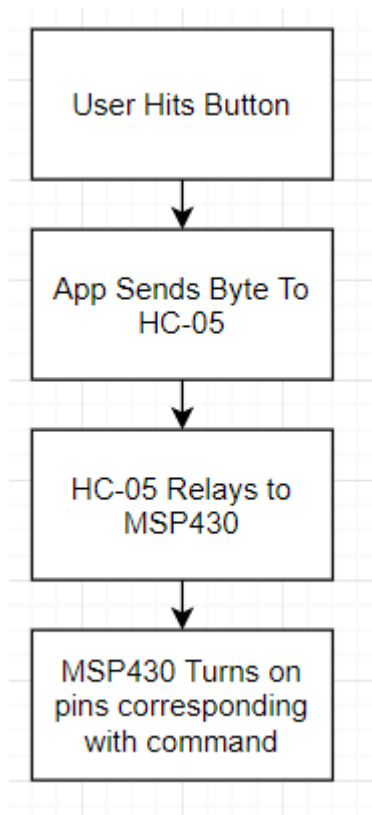 User Hits Button
App Sends Byte To
HC-05
HC-05 Relays to
MSP430
MSP430 Turns on
pins corresponding
with command